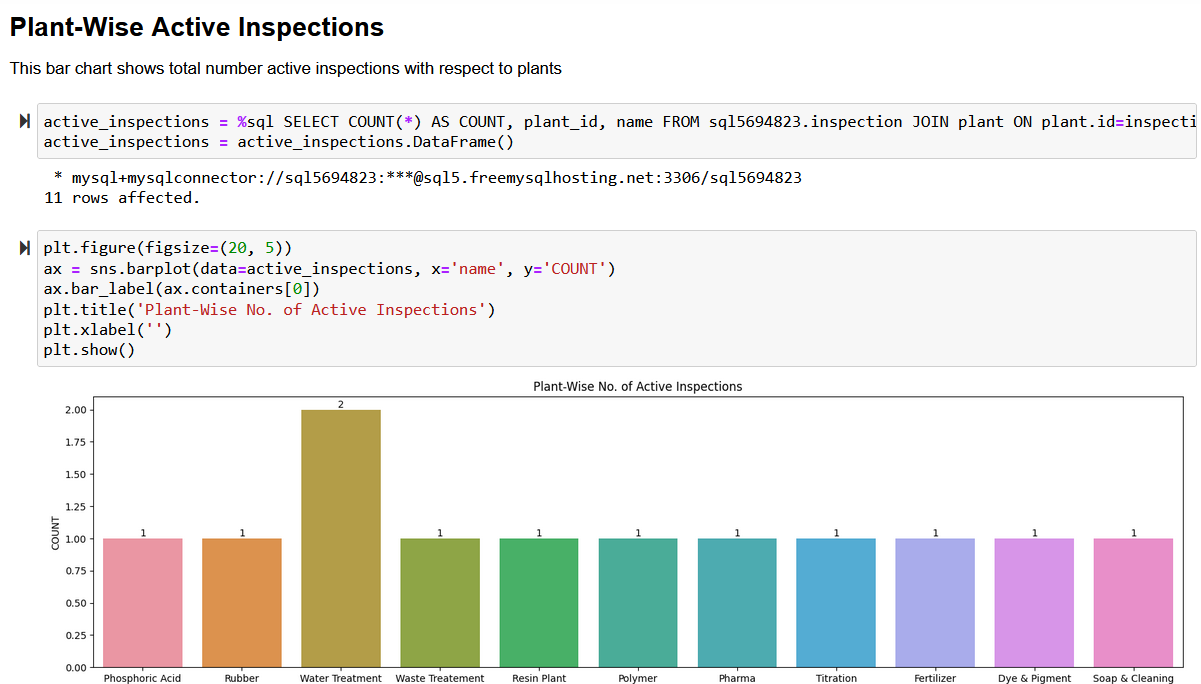 Plant-Wise Active Inspections
This bar chart shows total number active inspections with respect to plants
active_inspections = %sql SELECT COUNT(*) AS COUNT, plant_id, name FROM sql5694823.inspection JOIN plant ON plant.id=inspecti
active_inspections = active_inspections.DataFrame()
* mysql+mysqlconnector://sql5694823:***@sql5.freemysqlhosting.net:3306/sql5694823
11 rows affected.
plt.figure(figsize=(20, 5))
ax = sns.barplot(data=active_inspections, x='name', y='COUNT')
ax.bar_label(ax.containers[0])
plt.title('Plant-Wise No. of Active Inspections')
plt.xlabel('')
plt.show()
Plant-Wise No. of Active Inspections
2.00
1.75
1.50
1.25
1.00
0.75
0.50
0.25
0.00
COUNT
1 1 2 1 1 1 1 1 1 1 1
Phosphoric Acid Rubber Water Treatment Waste Treatement Resin Plant Polymer Pharma Titration Fertilizer Dye & Pigment Soap & Cleaning